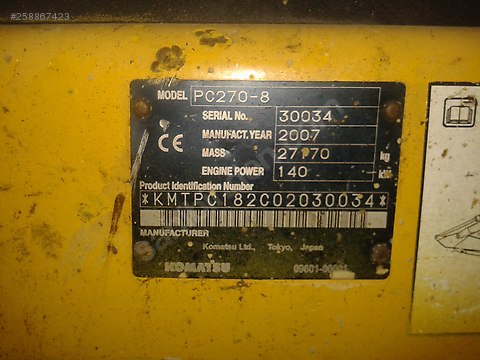 #258867423
MODEL PC270-8
SERIAL No. 30034
MANUFACT.YEAR 2007
MASS 27170 kg
ENGINE POWER 140 kW
CE
Product Identification Number
*KMTPC182C02030034*
MANUFACTURER
Komatsu Ltd., Tokyo, Japan
KOMATSU